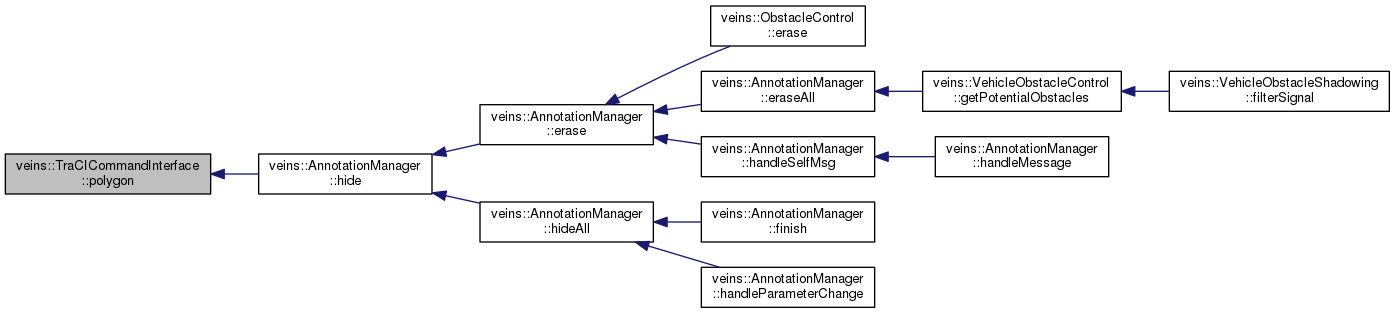 veins::ObstacleControl
::erase
veins::AnnotationManager
::eraseAll
veins::VehicleObstacleControl
::getPotentialObstacles
veins::VehicleObstacleShadowing
::filterSignal
veins::AnnotationManager
::erase
veins::AnnotationManager
::handleSelfMsg
veins::AnnotationManager
::handleMessage
veins::TraCICommandInterface
::polygon
veins::AnnotationManager
::hide
veins::AnnotationManager
::hideAll
veins::AnnotationManager
::finish
veins::AnnotationManager
::handleParameterChange